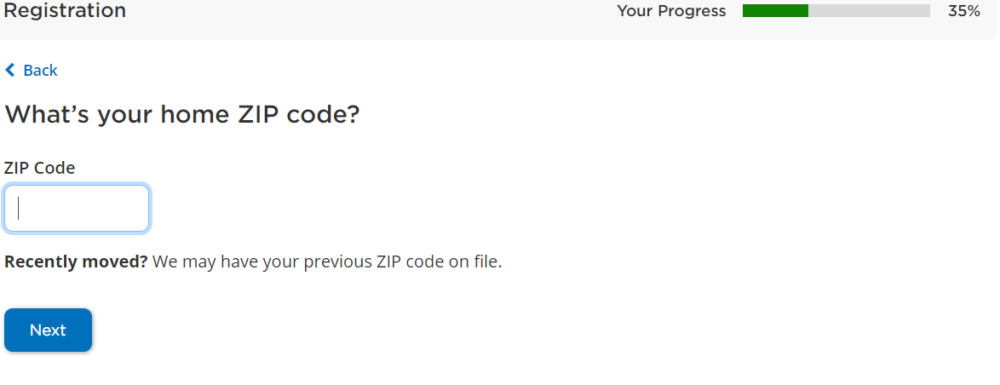 Registration
Your Progress 35%
Back
What’s your home ZIP code?
ZIP Code
Recently moved? We may have your previous ZIP code on file.
Next